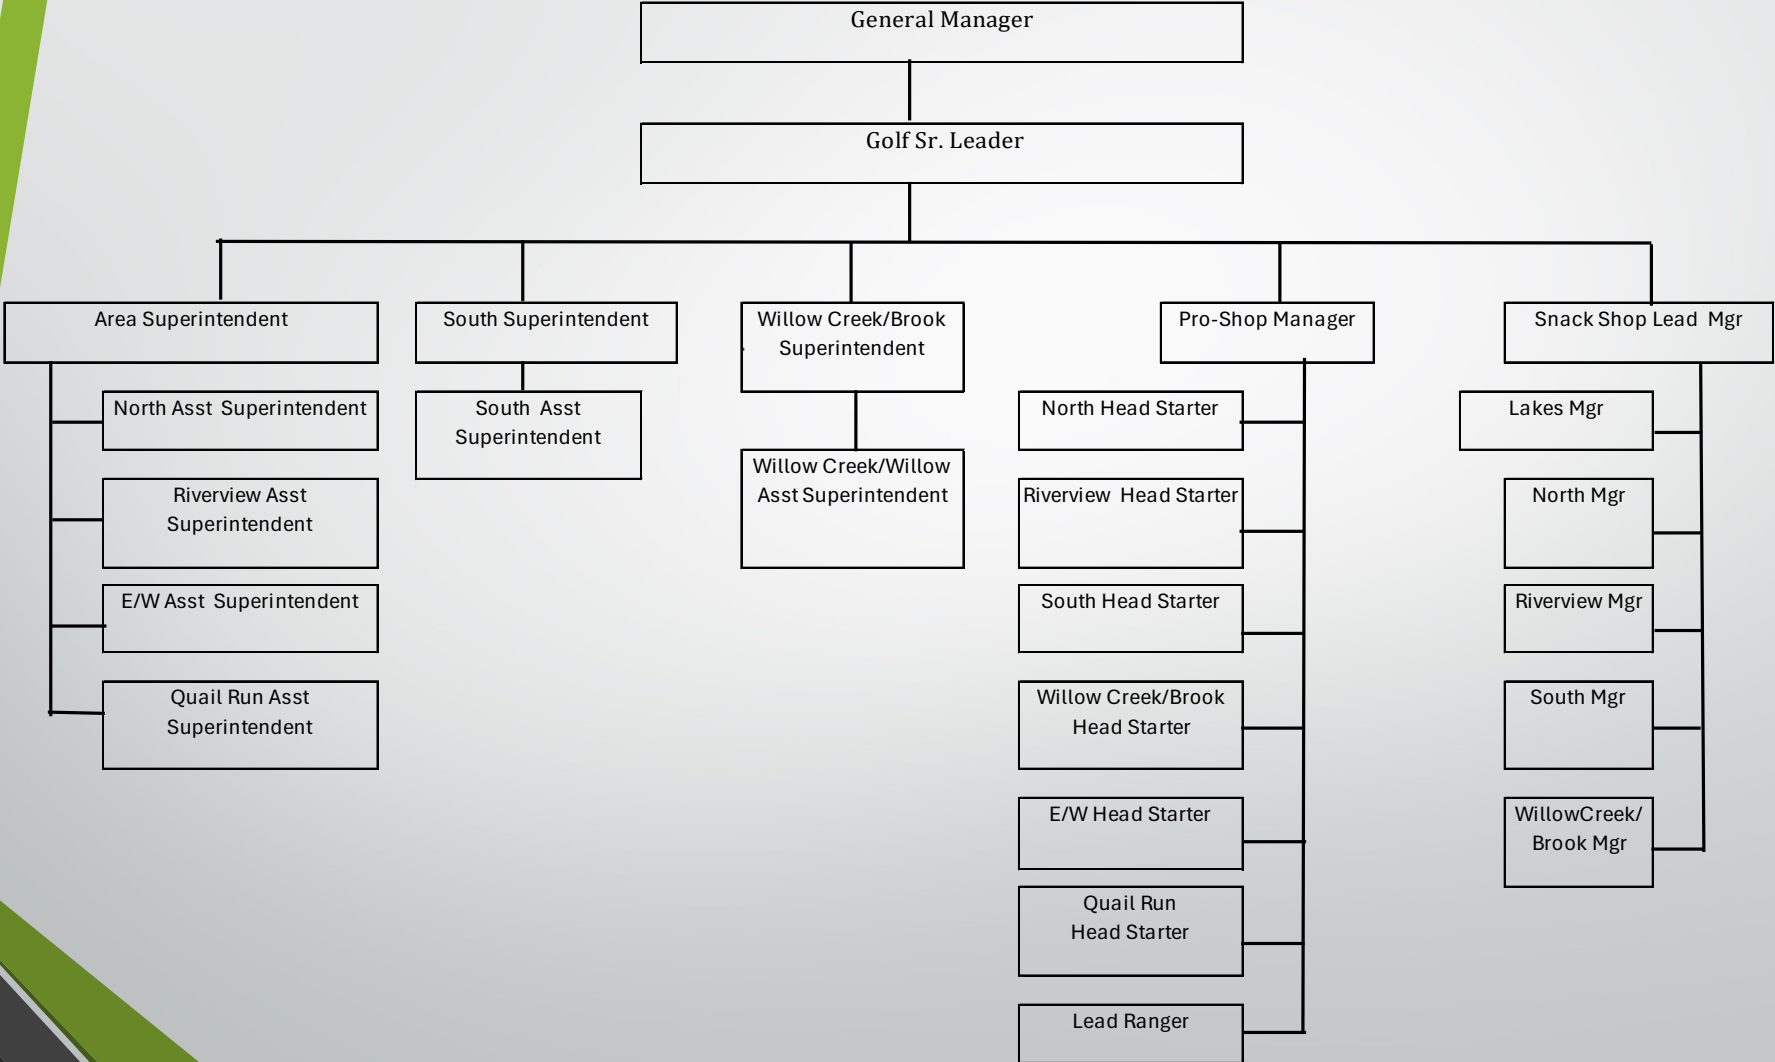 General Manager
Golf Sr. Leader
Area Superintendent
South Superintendent
Willow Creek/Brook
Superintendent
Pro-Shop Manager
Snack Shop Lead  Mgr
North Asst  Superintendent
Riverview Asst
Superintendent
E/W Asst  Superintendent
Quail Run Asst
Superintendent
South  Asst
Superintendent
Willow Creek/Willow
Asst Superintendent
North Head Starter
Riverview  Head Starter
South Head Starter
Willow Creek/Brook
Head Starter
E/W Head Starter
Quail Run
Head Starter
Lead Ranger
Lakes Mgr
North Mgr
Riverview Mgr
South Mgr
WillowCreek/
Brook Mgr